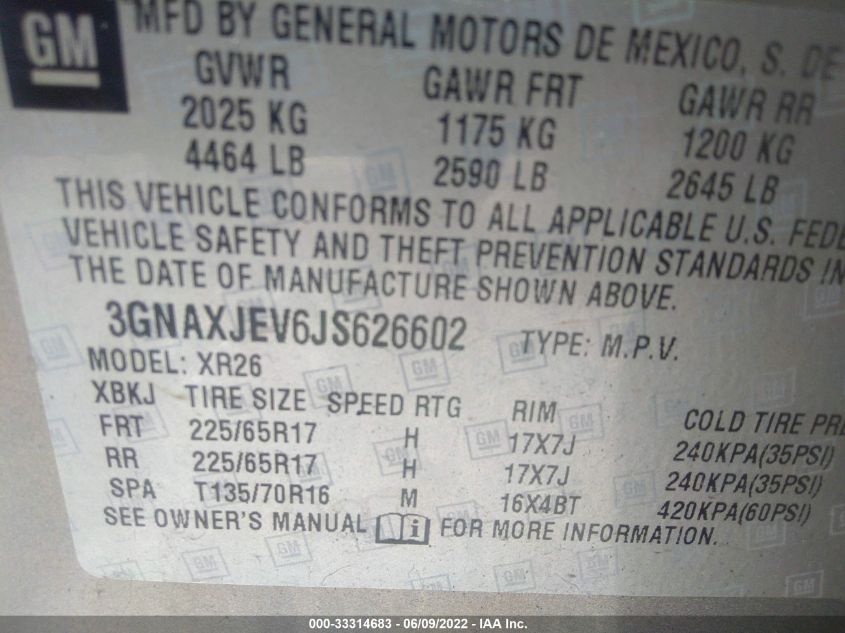 GM
MFD BY GENERAL MOTORS DE MEXICO, S. DE
GVWR GAWR FRT GAWR RR
2025 KG 1175 KG 1200 KG
4464 LB 2590 LB 2645 LB
THIS VEHICLE CONFORMS TO ALL APPLICABLE U.S.
VEHICLE SAFETY AND THEFT PREVENTION STANDARDS IN
THE DATE OF MANUFACTURE SHOWN ABOVE.
3GNAXJEV6JS626602 TYPE: M.P.V.
MODEL: XR26
XBKJ TIRE SIZE SPEED RTG RIM COLD TIRE
FRT 225/65R17 H 17X7J 240KPA(35PSI)
RR 225/65R17 H 17X7J 240KPA(35PSI)
SPA T135/70R16 M 16X4BT 420KPA(60PSI)
SEE OWNER'S MANUAL i FOR MORE INFORMATION.
000-33314683 - 06/09/2022 - IAA Inc.